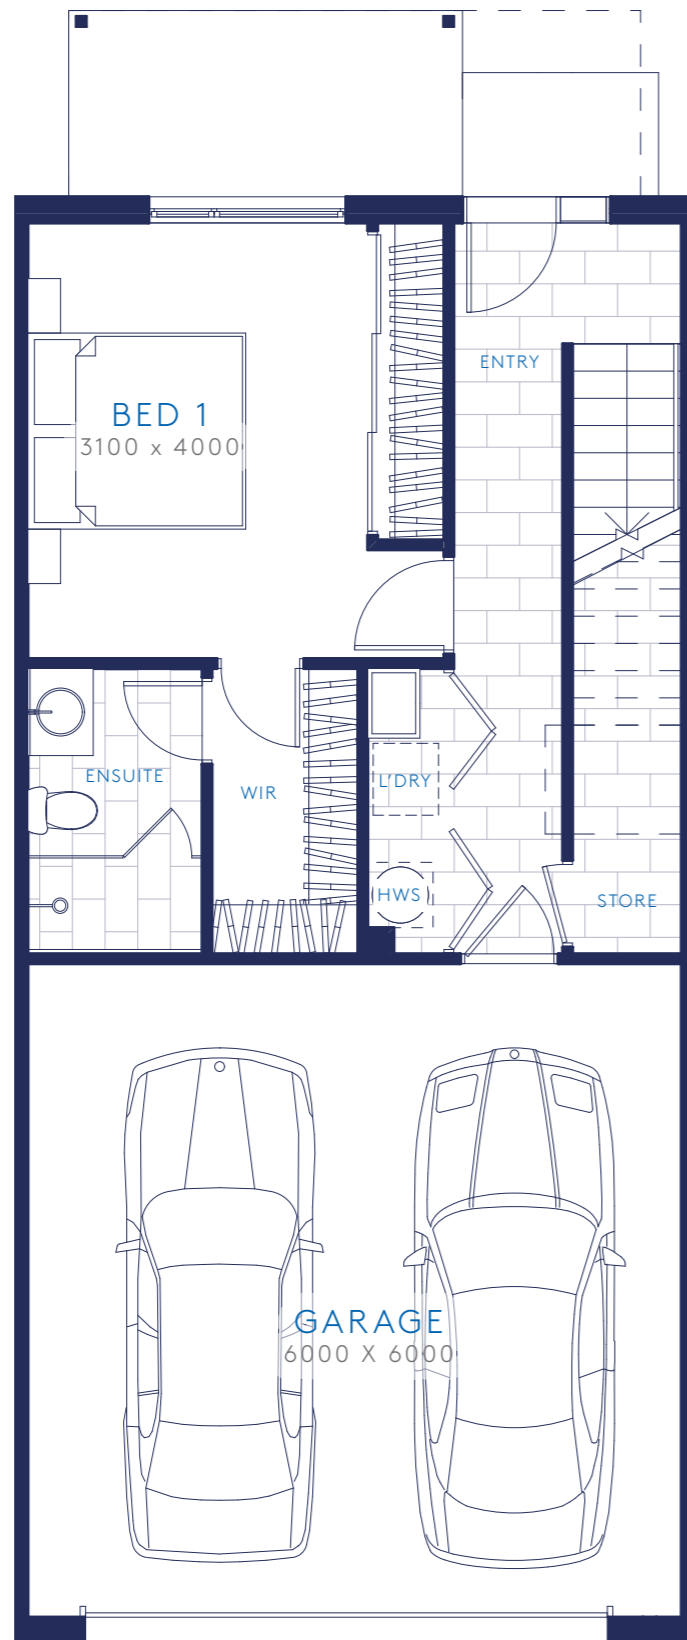 ENTRY
BED 1
3100 x 4000
ENSUITE
WIR
L'DRY
HWS
STORE
GARAGE
6000 X 6000